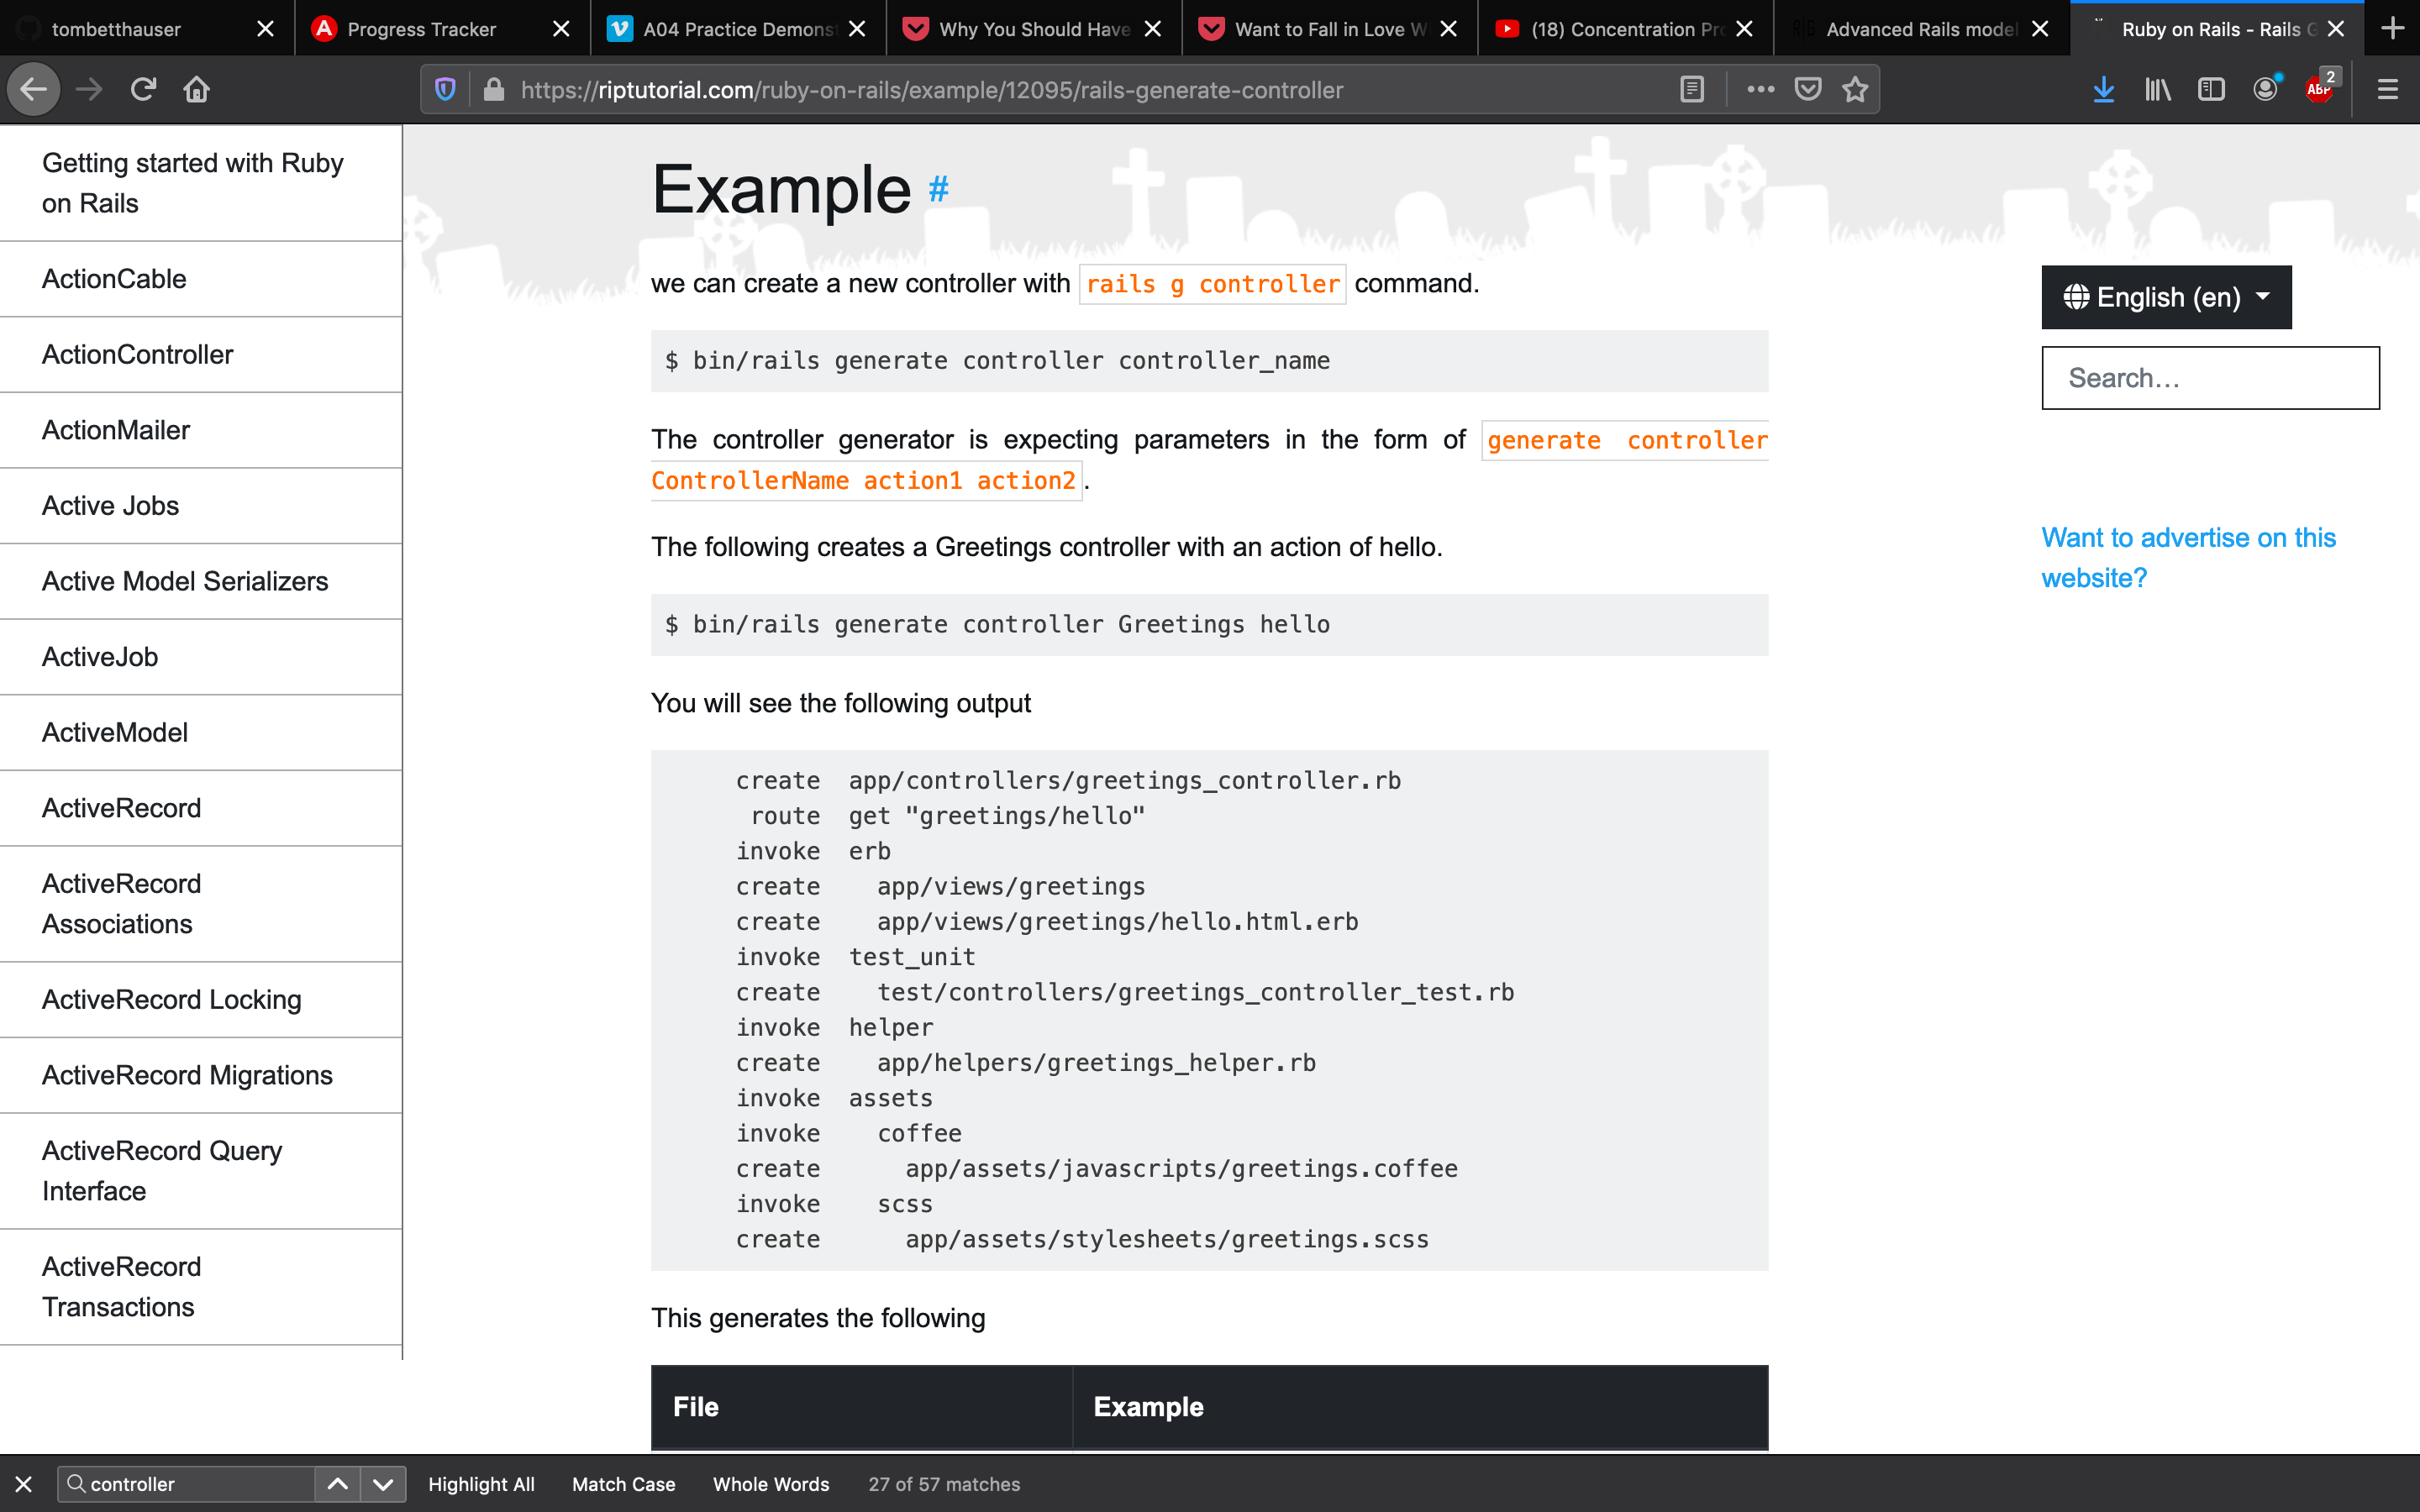 tombetthauser
Progress Tracker
A04 Practice Demons
Why You Should Have
Want to Fall in Love W
(18) Concentration Pr
Advanced Rails model
Ruby on Rails - Rails G
https://riptutorial.com/ruby-on-rails/example/12095/rails-generate-controller
ABP
2
Getting started with Ruby
on Rails
ActionCable
ActionController
ActionMailer
Active Jobs
Active Model Serializers
ActiveJob
ActiveModel
ActiveRecord
ActiveRecord
Associations
ActiveRecord Locking
ActiveRecord Migrations
ActiveRecord Query
Interface
ActiveRecord
Transactions
Example #
we can create a new controller with rails g controller command.
$ bin/rails generate controller controller_name
The controller generator is expecting parameters in the form of generate controller
ControllerName action1 action2.
The following creates a Greetings controller with an action of hello.
$ bin/rails generate controller Greetings hello
You will see the following output
create app/controllers/greetings_controller.rb
route get "greetings/hello"
invoke erb
create app/views/greetings
create app/views/greetings/hello.html.erb
invoke test_unit
create test/controllers/greetings_controller_test.rb
invoke helper
create app/helpers/greetings_helper.rb
invoke assets
invoke coffee
create app/assets/javascripts/greetings.coffee
invoke scss
create app/assets/stylesheets/greetings.scss
This generates the following
File Example
English (en)
Search…
Want to advertise on this
website?
controller
Highlight All Match Case Whole Words 27 of 57 matches